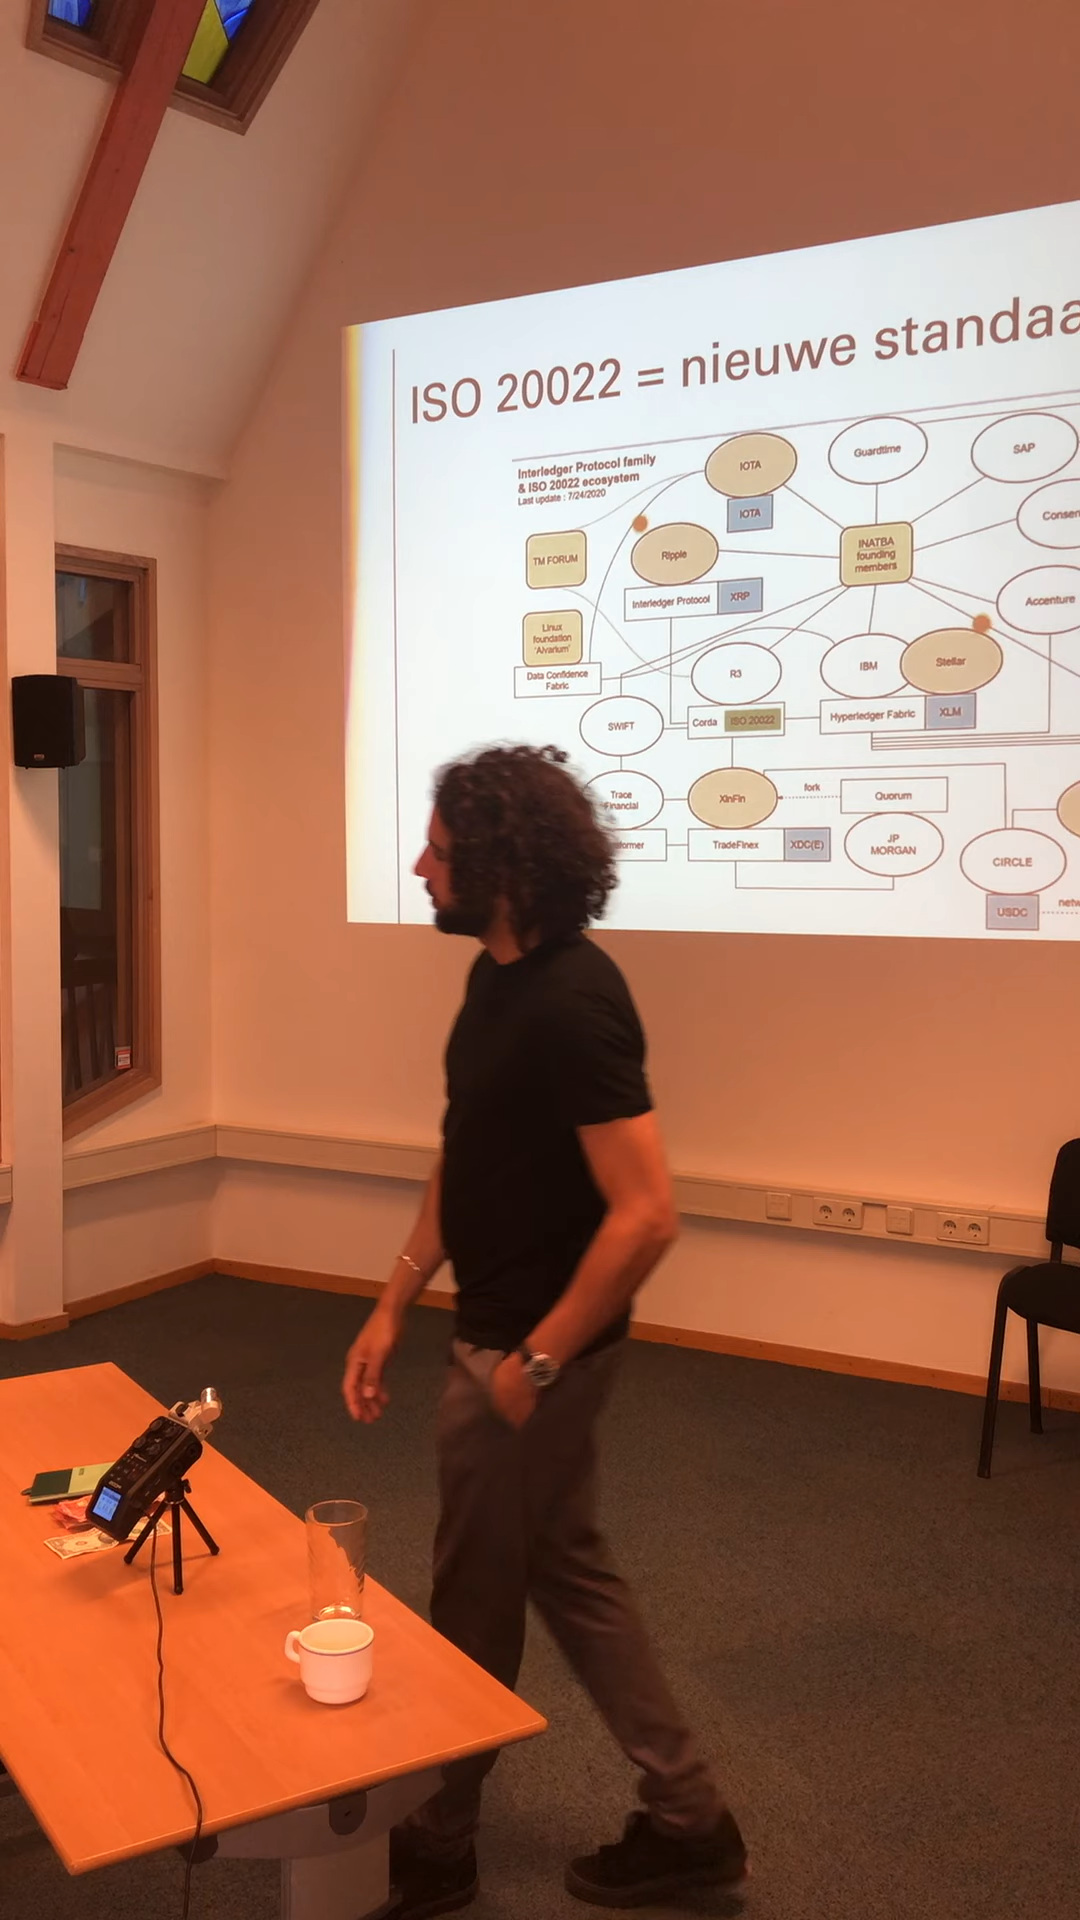 ISO 20022 = nieuwe
Interledger Protocol family
& ISO 20022 ecosystem
Last update : 7/24/2020
IOTA
Guardtime
SAP
IOTA
TM FORUM
Ripple
INATBA
founding
members
Interledger Protocol
XRP
Accenture
Linux
foundation
'Alvarium'
Data Confidence
Fabric
R3
IBM
Stellar
SWIFT
Corda
ISO 20022
Hyperledger Fabric
XLM
Trace
Financial
XinFin
fork
Quorum
TradeFinex
XDC(E)
JP
MORGAN
CIRCLE
USDC